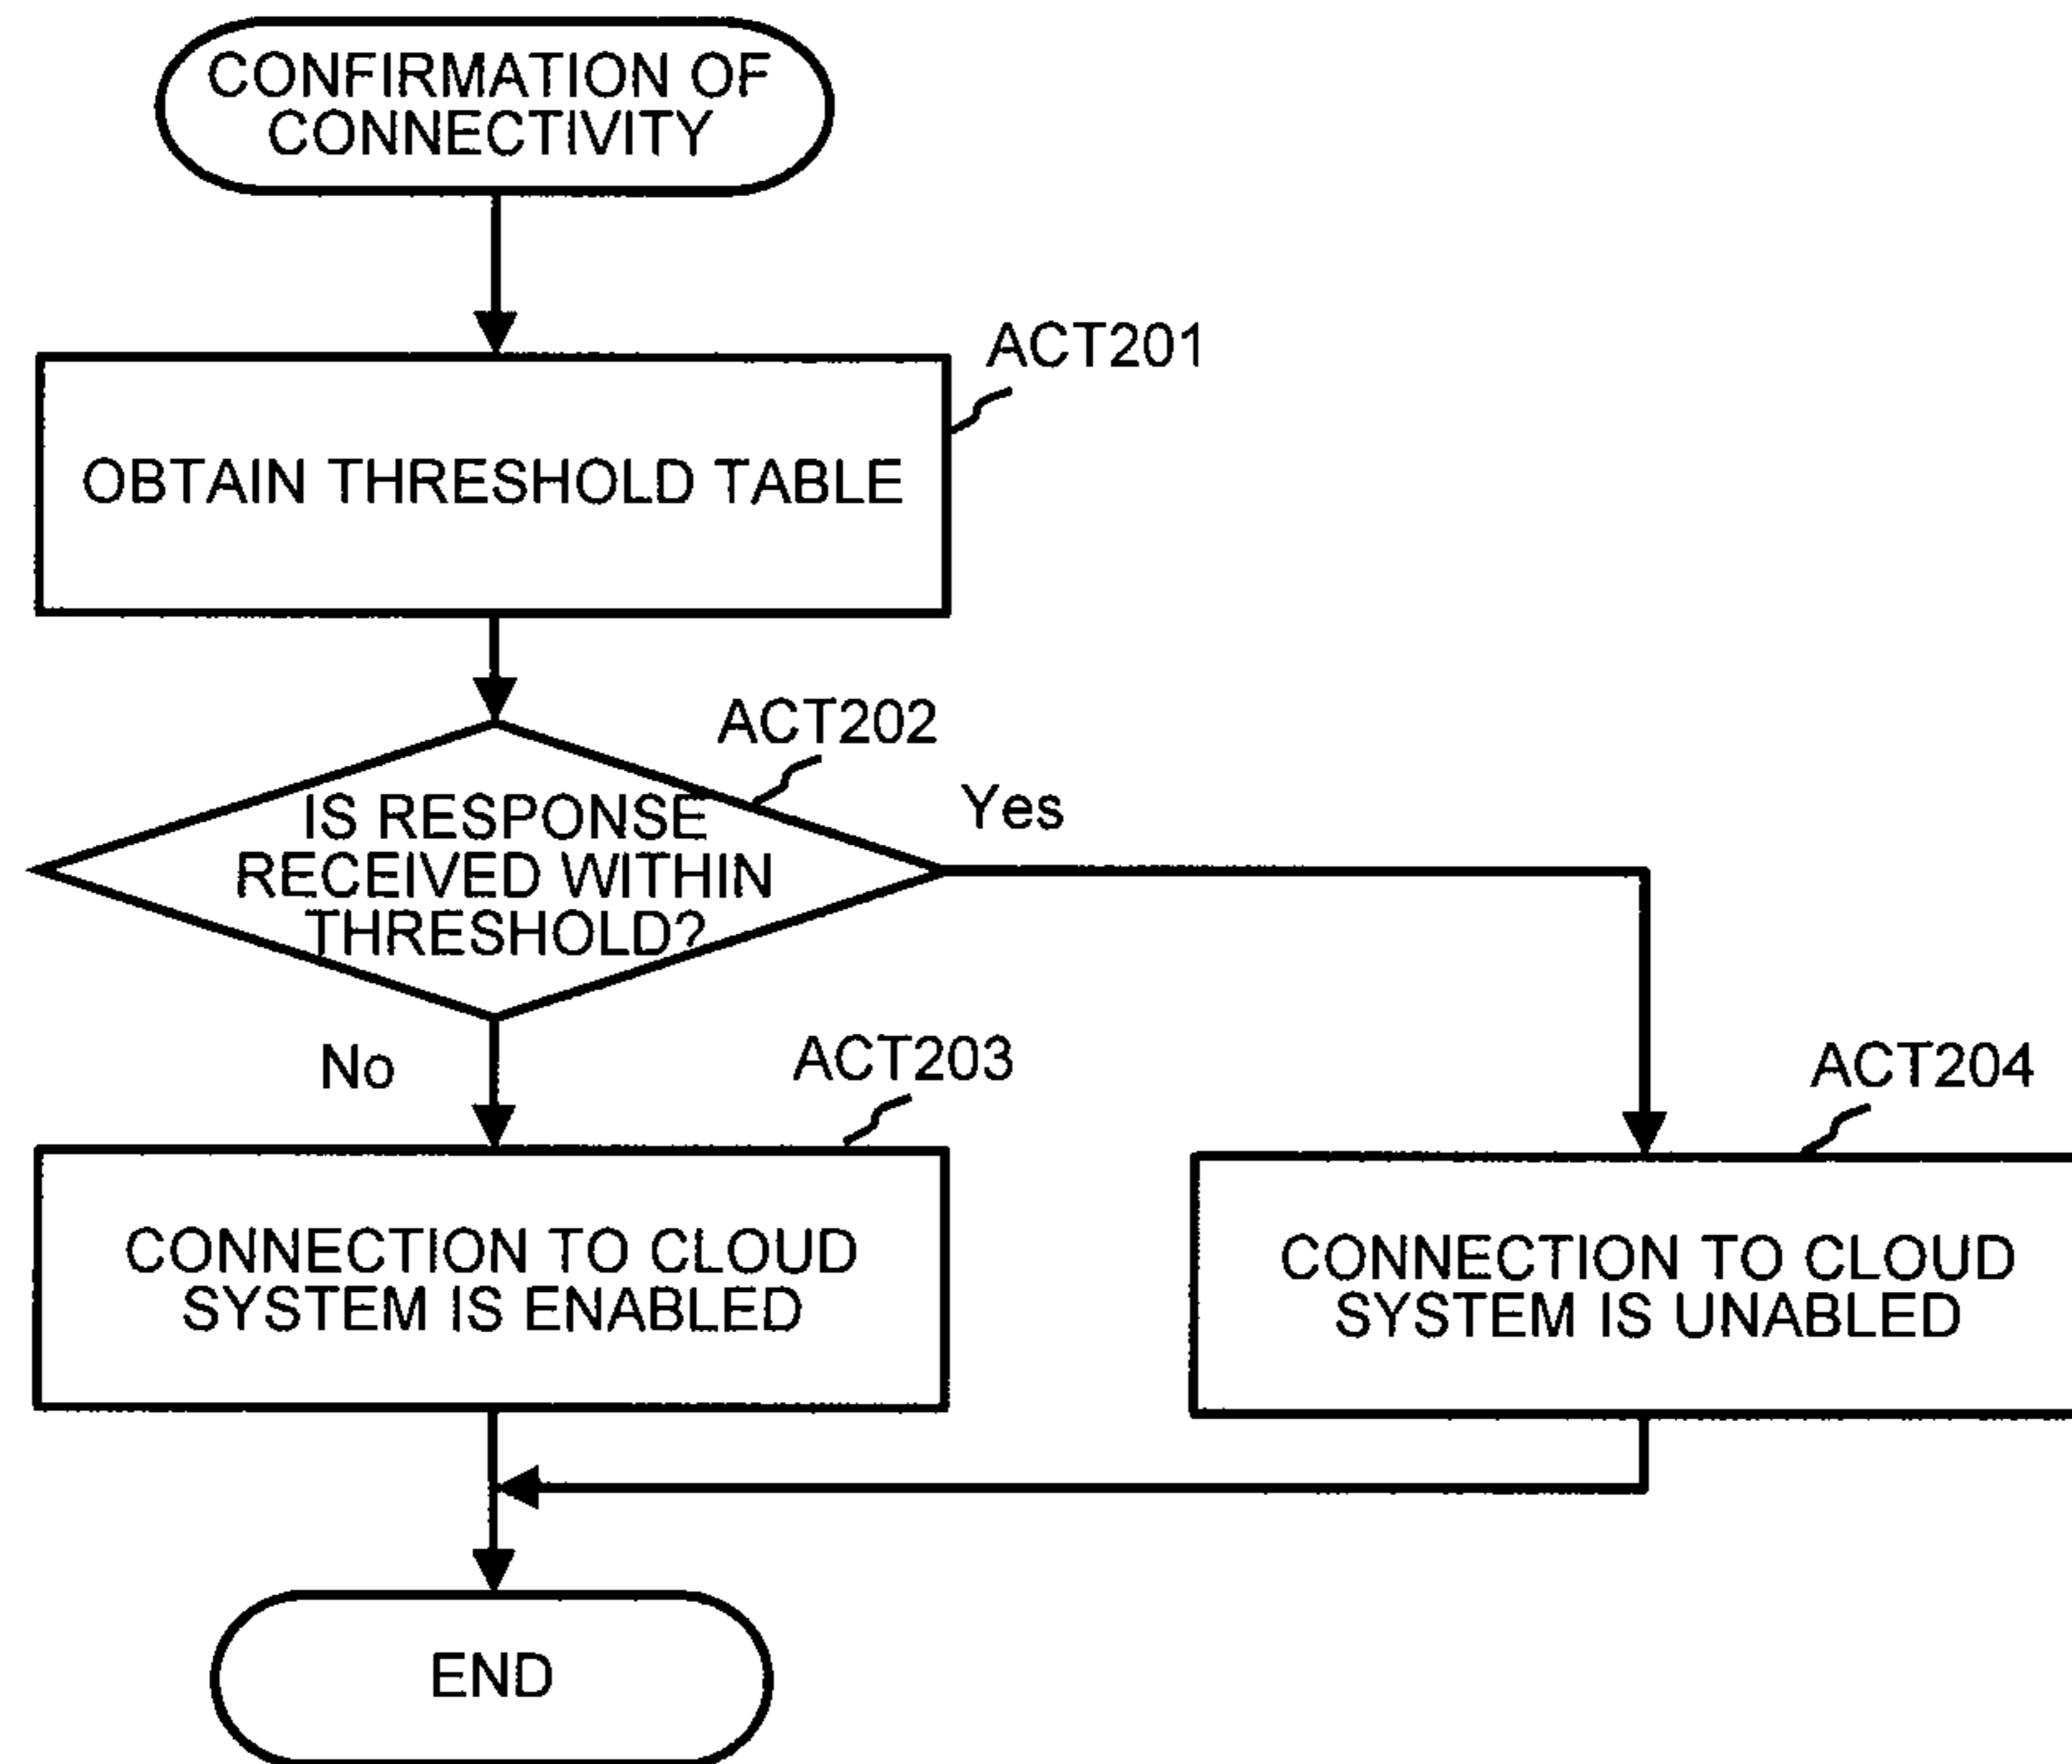 CONFIRMATION OF
CONNECTIVITY
ACT201
OBTAIN THRESHOLD TABLE
ACT202
IS RESPONSE
RECEIVED WITHIN
THRESHOLD?
Yes
No
ACT203
ACT204
CONNECTION TO CLOUD
SYSTEM IS ENABLED
CONNECTION TO CLOUD
SYSTEM IS UNABLED
END